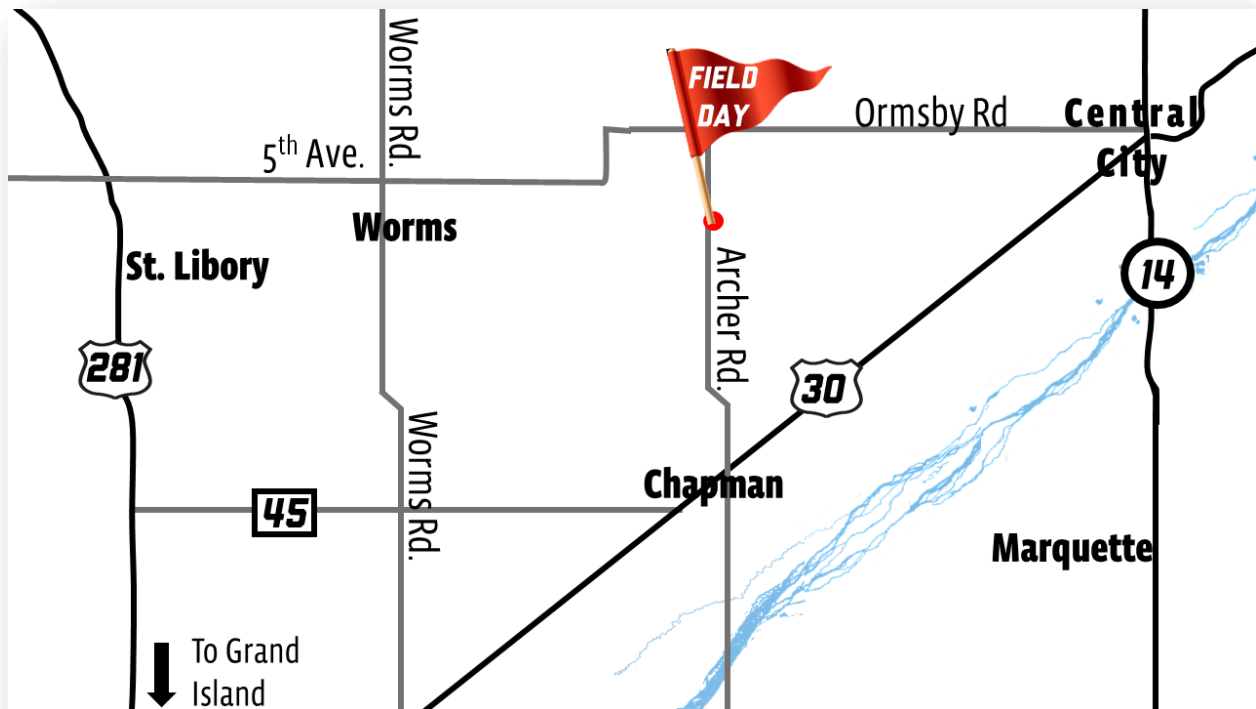 Worms Rd.
FIELD
DAY
Ormsby Rd
Central
City
5th Ave.
Worms
St. Libory
14
Archer Rd.
281
30
Worms Rd.
Chapman
45
Marquette
To Grand
Island